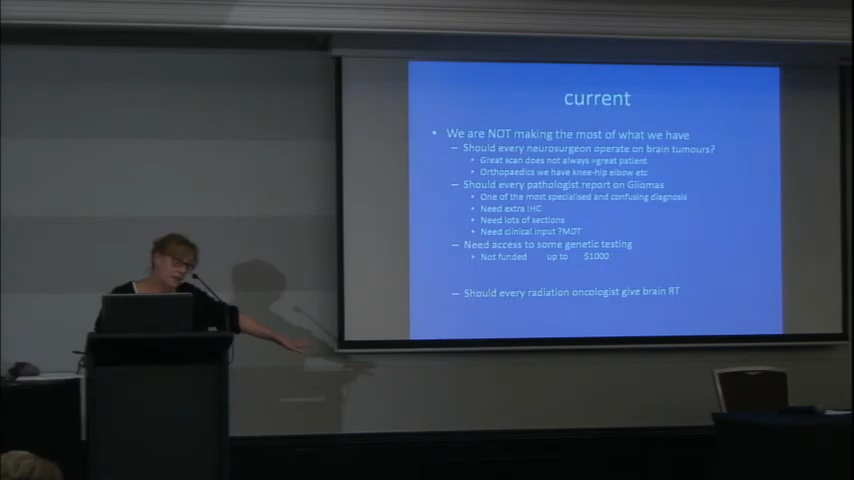 current
• We are NOT making the most of what we have
– Should every neurosurgeon operate on brain tumours?
• Great scan does not always =great patient
• Orthopaedics we have knee-hip elbow etc
– Should every pathologist report on Gliomas
• One of the most specialised and confusing diagnosis
• Need extra IHC
• Need lots of sections
• Need clinical input ?MDT
– Need access to some genetic testing
• Not funded up to $1000
– Should every radiation oncologist give brain RT